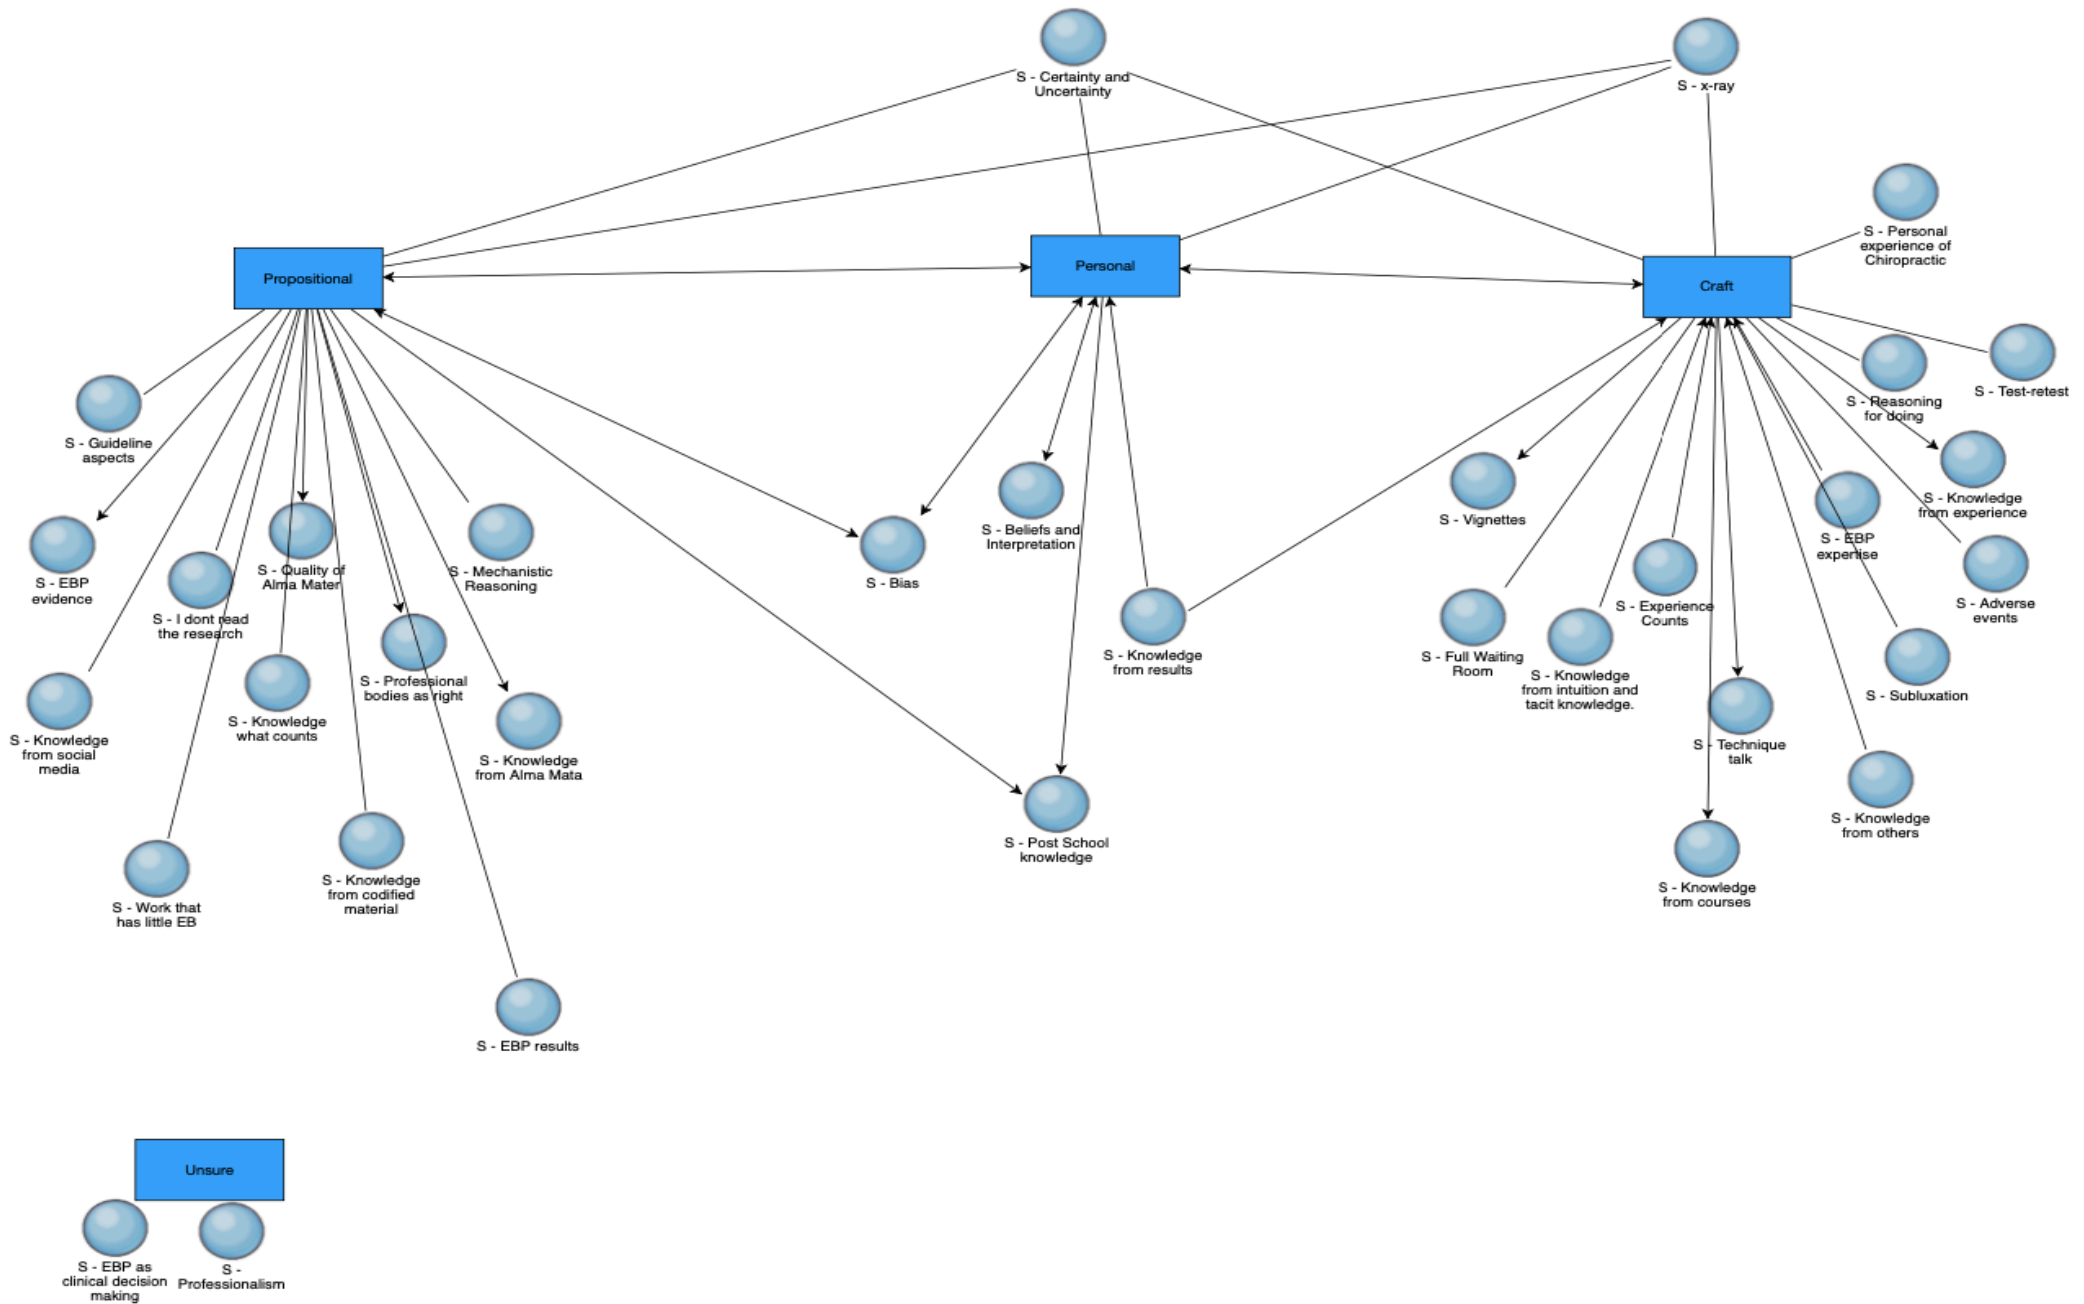 S - Certainty and
Uncertainty
S - x-ray
S - Personal
experience of
Chiropractic
Propositional
Personal
Craft
S - Guideline
aspects
S - EBP
evidence
S - I dont read
the research
S - Quality of
Alma Mater
S - Mechanistic
Reasoning
S - Bias
S - Beliefs and
Interpretation
S - Vignettes
S - Reasoning
for doing
S - Test-retest
S - Knowledge
from experience
S - EBP
expertise
S - Adverse
events
S - Knowledge
from social
media
S - Knowledge
what counts
S - Professional
bodies as right
S - Knowledge
from Alma Mata
S - Knowledge
from results
S - Full Waiting
Room
S - Knowledge
from intuition and
tacit knowledge.
S - Experience
Counts
S - Subluxation
S - Technique
talk
S - Knowledge
from others
S - Work that
has little EB
S - Knowledge
from codified
material
S - Post School
knowledge
S - Knowledge
from courses
S - EBP results
Unsure
S - EBP as
clinical decision
making
S -
Professionalism